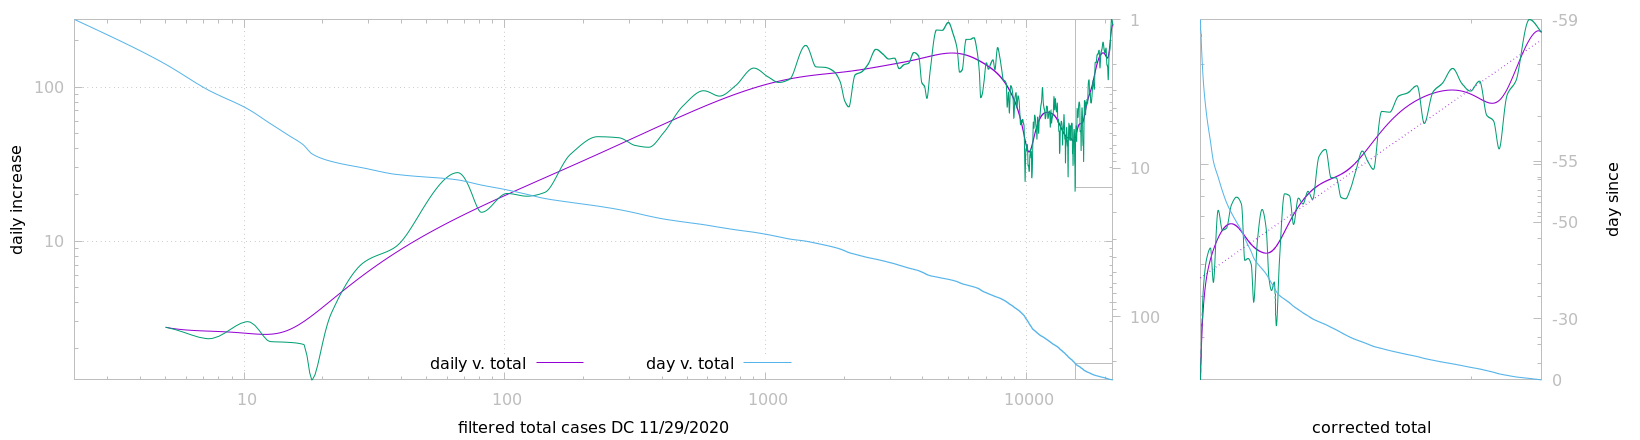 daily increase
100
10
daily v. total
day v. total
10
100
1000
10000
filtered total cases DC 11/29/2020
1
10
100
-59
-55
-50
-30
0
day since
corrected total